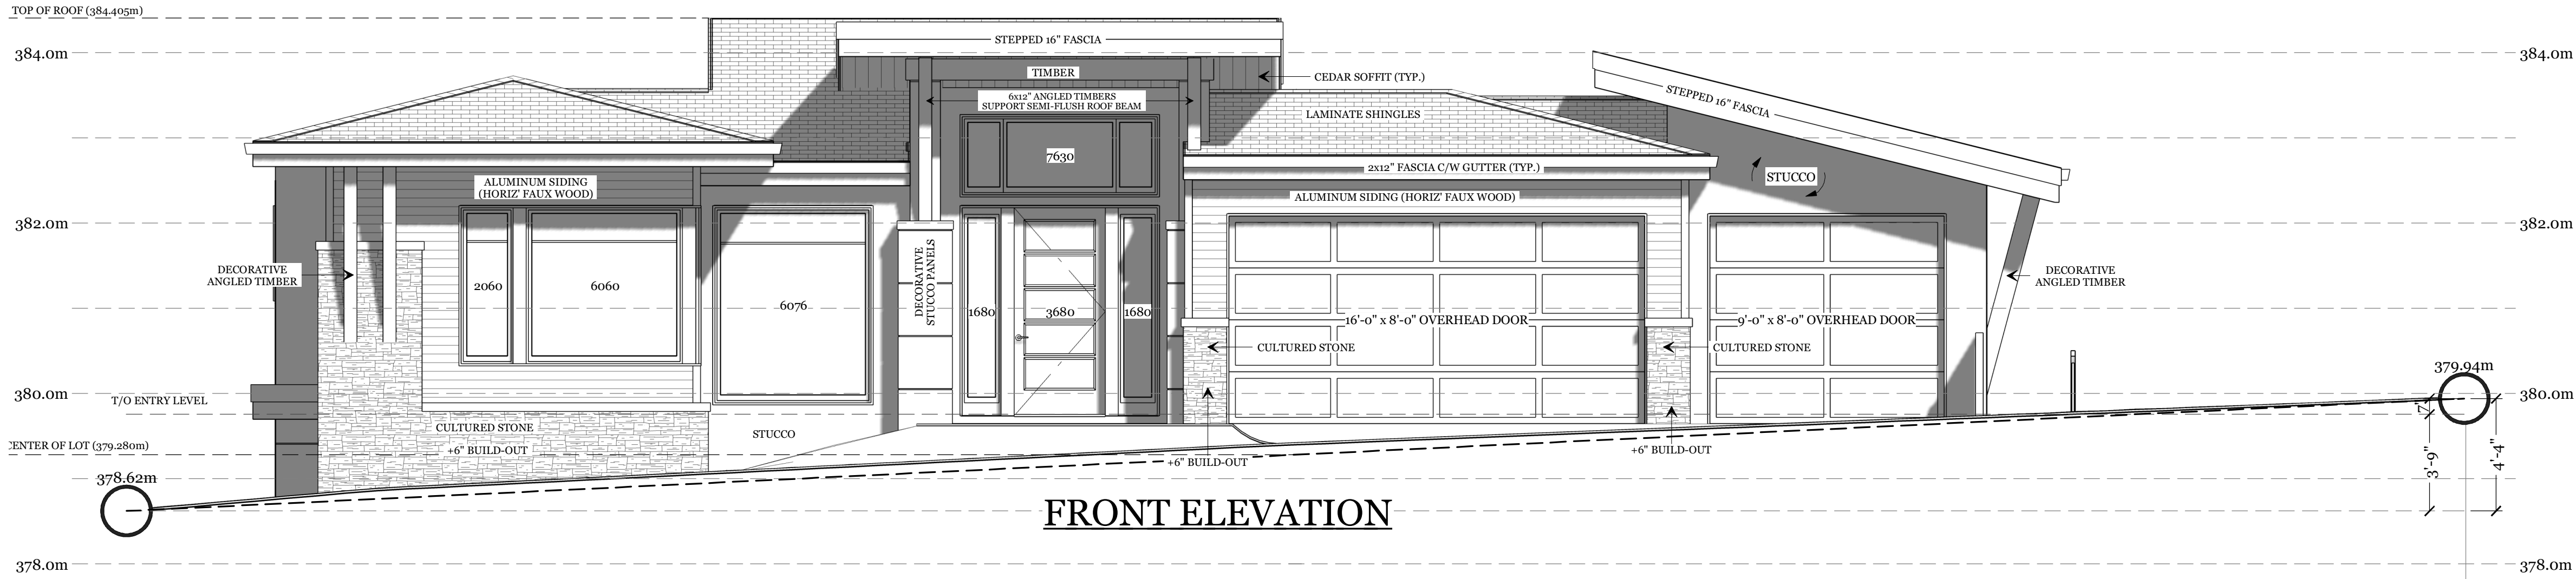 TOP OF ROOF (384.405m)
STEPPED 16" FASCIA
384.0m
384.0m
TIMBER
CEDAR SOFFIT (TYP.)
6x12" ANGLED TIMBERS
SUPPORT SEMI-FLUSH ROOF BEAM
STEPPED 16" FASCIA
LAMINATE SHINGLES
7630
2x12" FASCIA C/W GUTTER (TYP.)
STUCCO
ALUMINUM SIDING
(HORIZ' FAUX WOOD)
ALUMINUM SIDING (HORIZ' FAUX WOOD)
382.0m
382.0m
DECORATIVE
ANGLED TIMBER
DECORATIVE
STUCCO PANELS
DECORATIVE
ANGLED TIMBER
2060
6060
6076
1680
3680
1680
16'-0" x 8'-0" OVERHEAD DOOR
9'-0" x 8'-0" OVERHEAD DOOR
CULTURED STONE
CULTURED STONE
379.94m
380.0m
380.0m
T/O ENTRY LEVEL
7"
CULTURED STONE
STUCCO
CENTER OF LOT (379.280m)
+6" BUILD-OUT
+6" BUILD-OUT
+6" BUILD-OUT
3'-9"
4'-4"
378.62m
FRONT ELEVATION
378.0m
378.0m